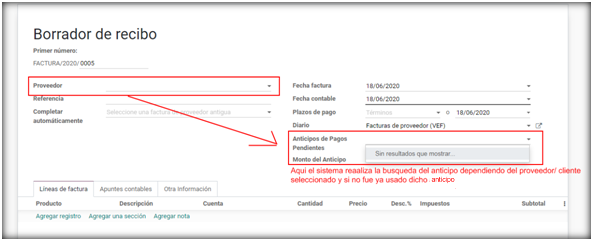 Borrador de recibo
Primer número:
FACTURA/2020/ 0005
Proveedor
Referencia
Completar Seleccione una factura de proveedor antigua
automáticamente
Fecha factura 18/06/2020
Fecha contable 18/06/2020
Plazos de pago Términos o 18/06/2020
Diario Facturas de proveedor (VEF)
Anticipos de Pagos
Pendientes
Sin resultados que mostrar...
Monto del Anticipo
Aqui el sistema reaaliza la busqueda del anticipo dependiendo del proveedor/ cliente
seleccionado y si no fue ya usado dicho anticipo
Líneas de factura Apuntes contables Otra Información
Producto Descripción Cuenta Cantidad Precio Desc.% Impuestos Subtotal
Agregar registro Agregar una sección Agregar nota